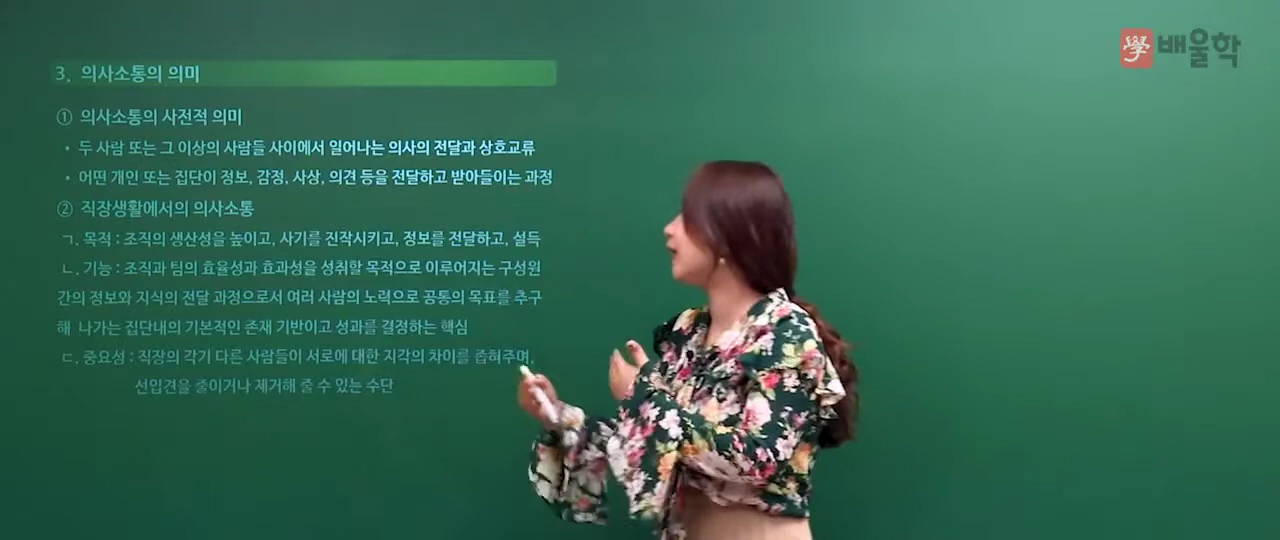 學 배울학
3. 의사소통의 의미
① 의사소통의 사전적 의미
• 두 사람 또는 그 이상의 사람들 사이에서 일어나는 의사의 전달과 상호교류
• 어떤 개인 또는 집단이 정보, 감정, 사상, 의견 등을 전달하고 받아들이는 과정
② 직장생활에서의 의사소통
ㄱ. 목적 : 조직의 생산성을 높이고, 사기를 진작시키고, 정보를 전달하고, 설득
ㄴ. 기능 : 조직과 팀의 효율성과 효과성을 성취할 목적으로 이루어지는 구성원
간의 정보와 지식의 전달 과정으로서 여러 사람의 노력으로 공통의 목표를 추구
해 나가는 집단내의 기본적인 존재 기반이고 성과를 결정하는 핵심
ㄷ. 중요성 : 직장의 각기 다른 사람들이 서로에 대한 지각의 차이를 좁혀주며,
선입견을 줄이거나 제거해 줄 수 있는 수단